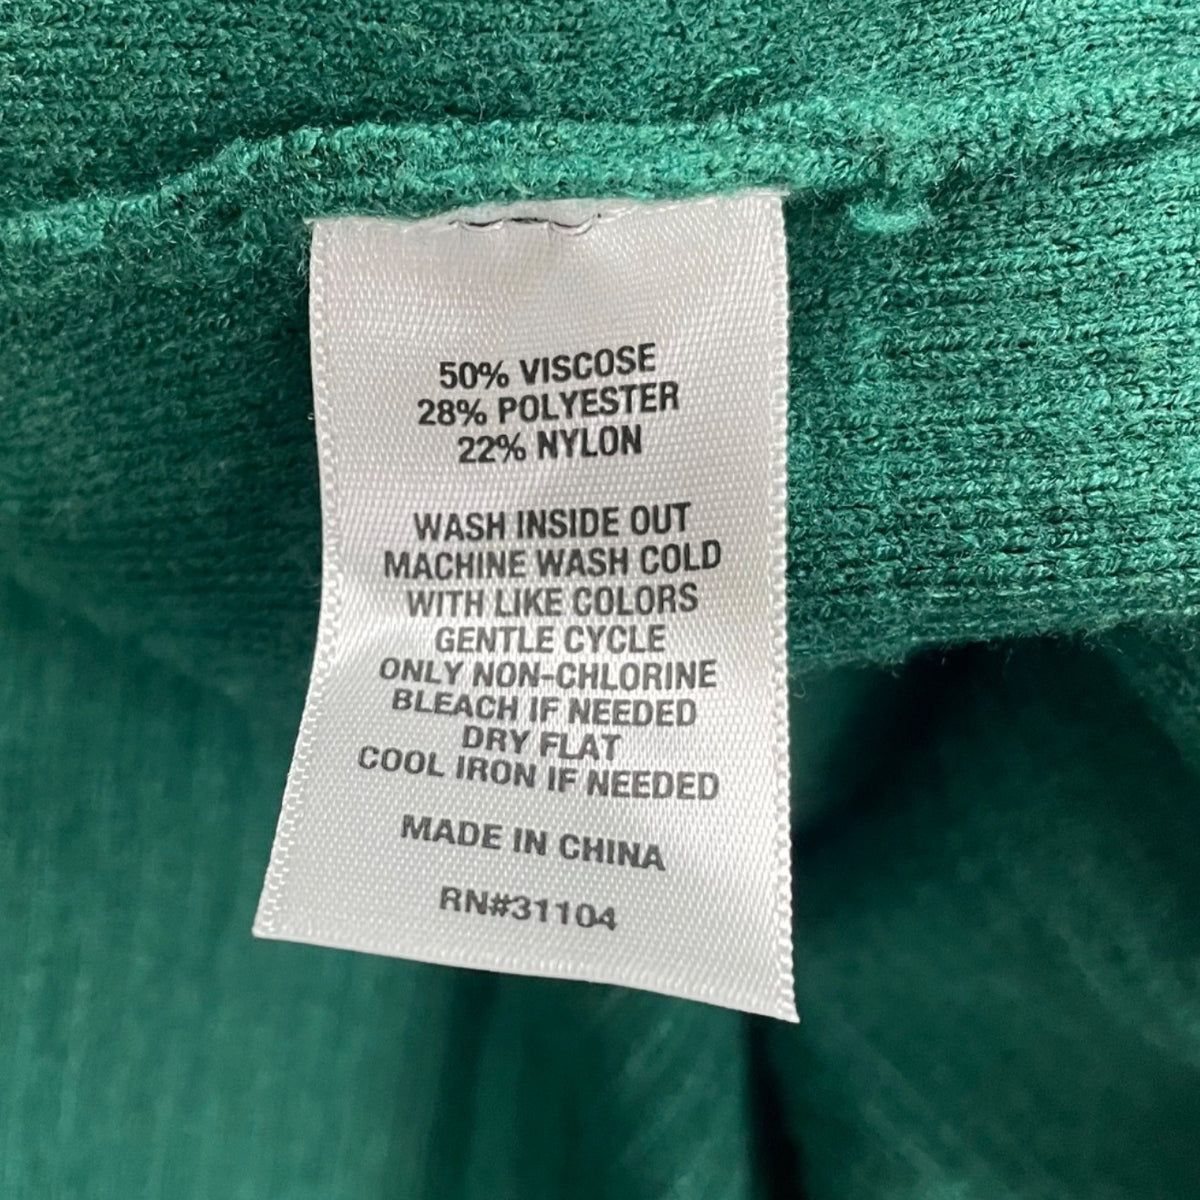 50% VISCOSE
28% POLYESTER
22% NYLON
WASH INSIDE OUT
MACHINE WASH COLD
WITH LIKE COLORS
GENTLE CYCLE
ONLY NON-CHLORINE
BLEACH IF NEEDED
DRY FLAT
COOL IRON IF NEEDED
MADE IN CHINA
RN#31104